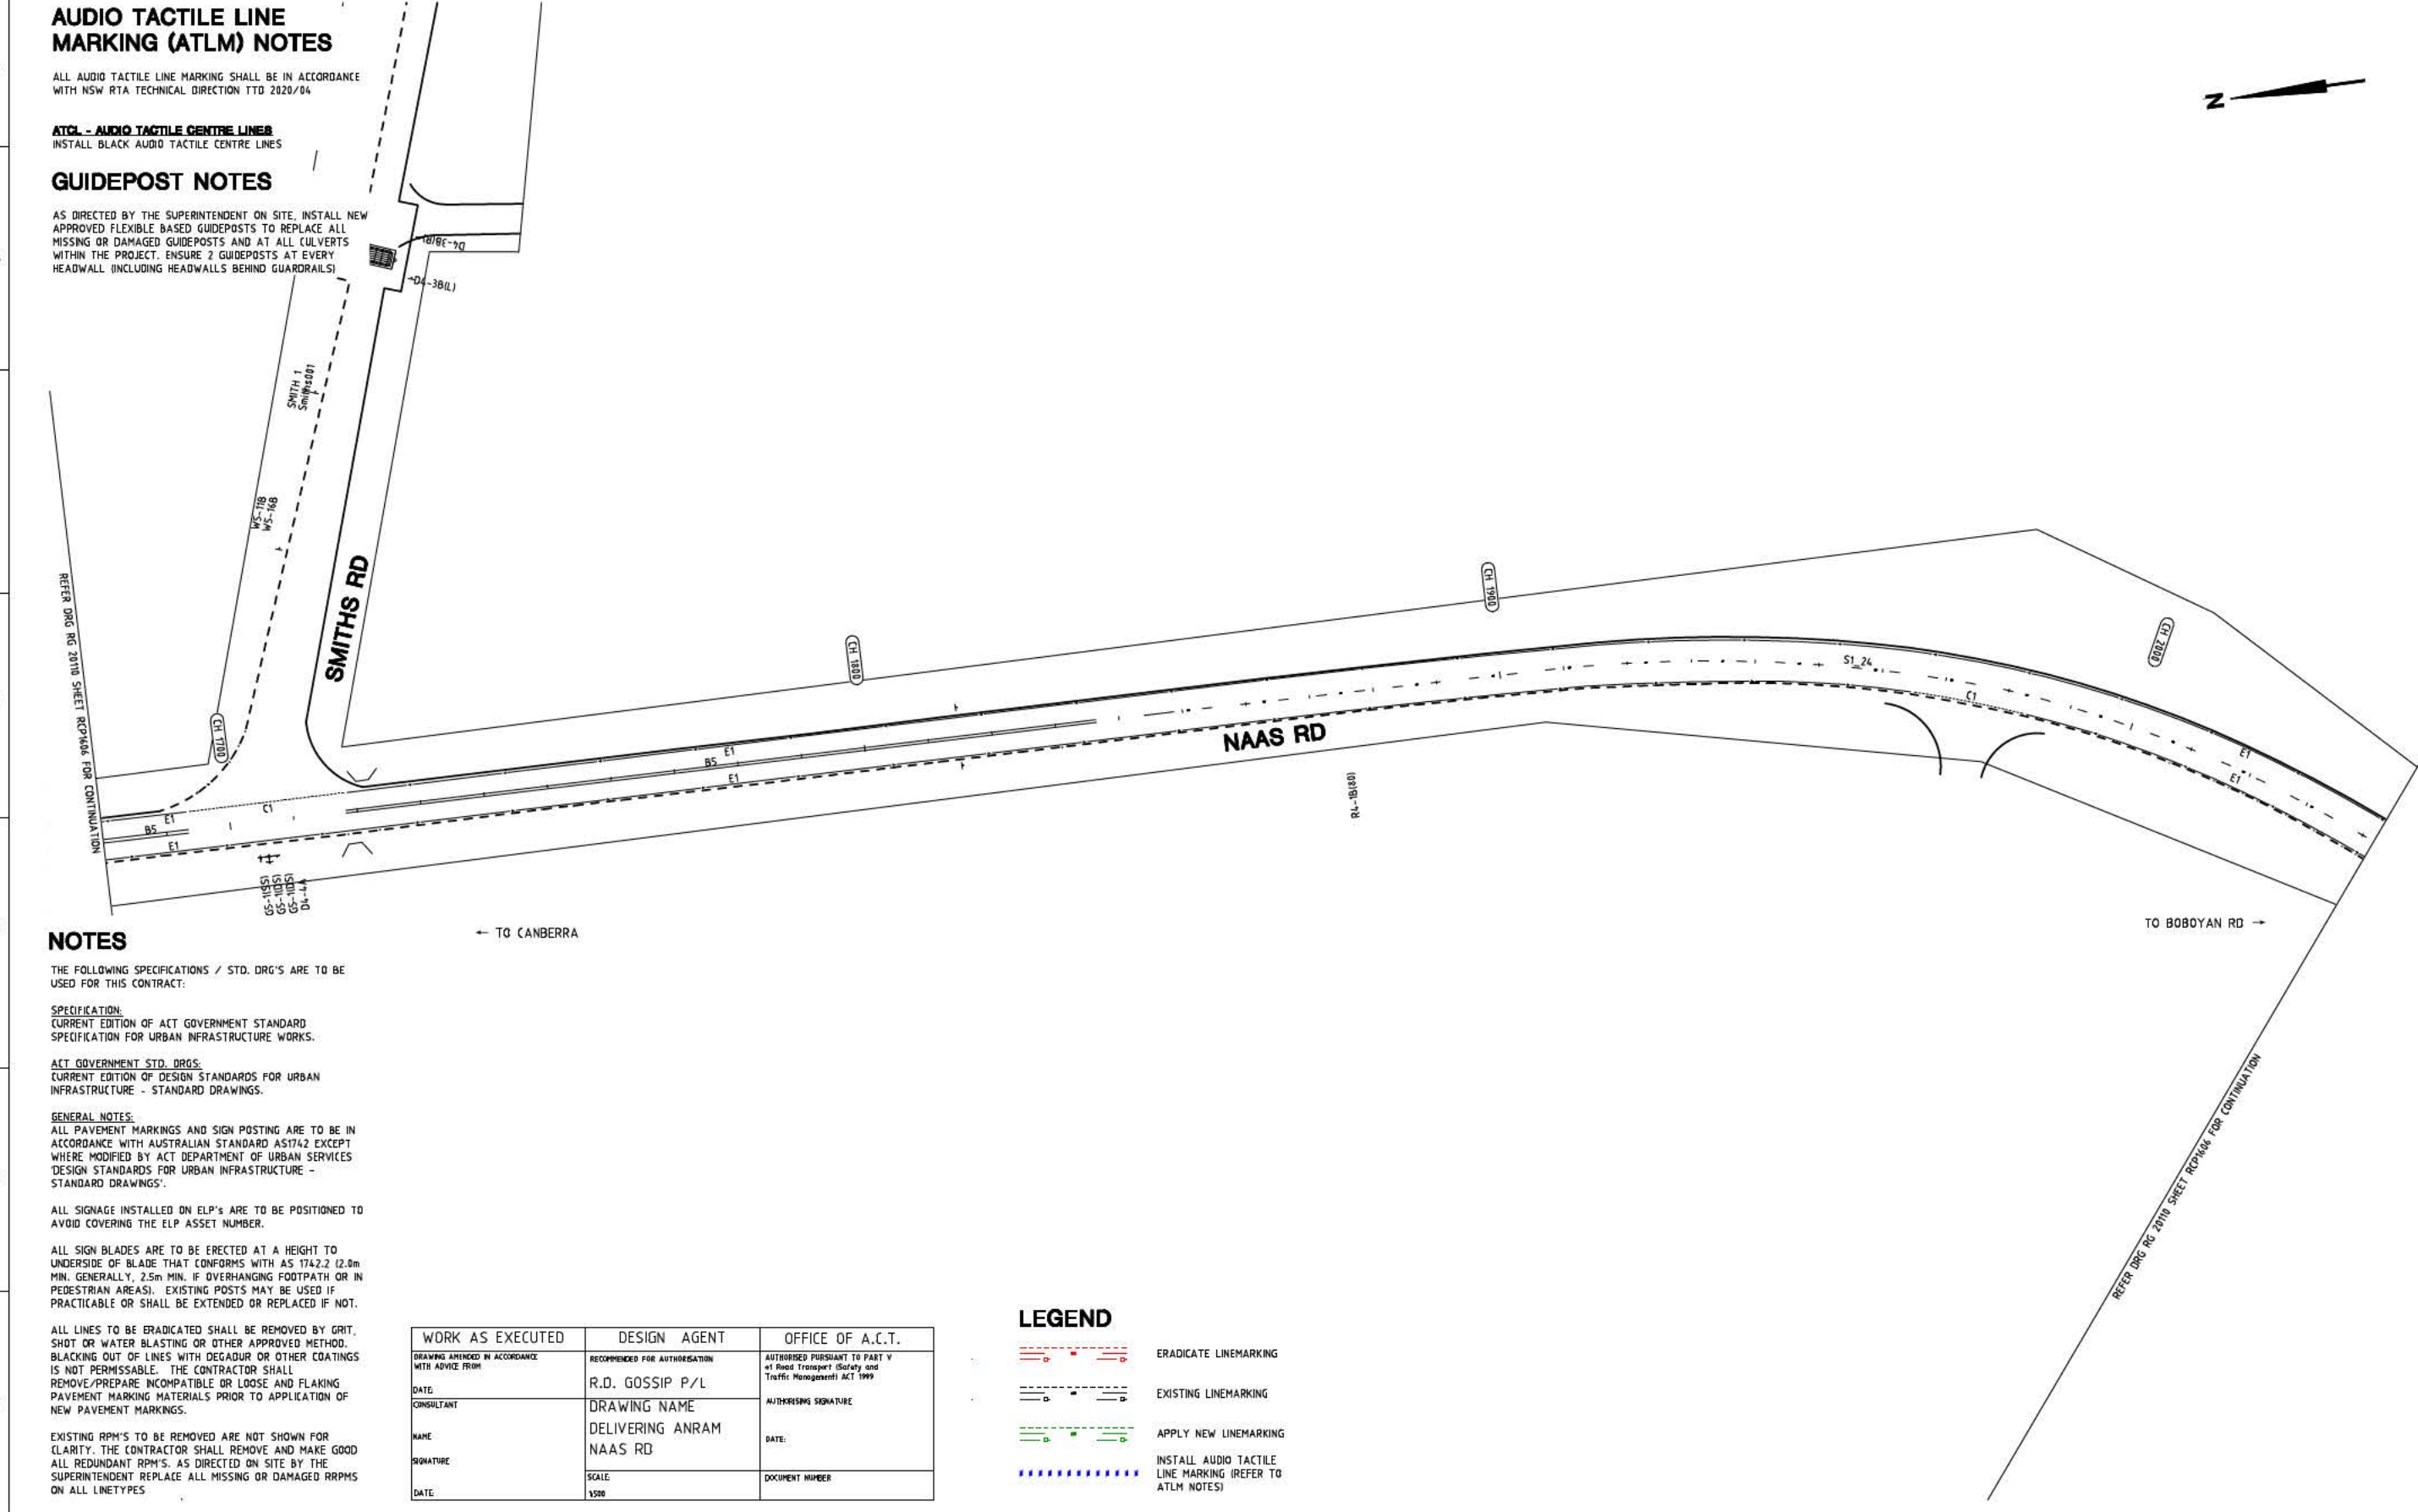 AUDIO TACTILE LINE
MARKING (ATLM) NOTES
ALL AUDIO TACTILE LINE MARKING SHALL BE IN ACCORDANCE
WITH NSW RTA TECHNICAL DIRECTION TTD 2020/04
ATCL - AUDIO TACTILE CENTRE LINES
INSTALL BLACK AUDIO TACTILE CENTRE LINES
GUIDEPOST NOTES
AS DIRECTED BY THE SUPERINTENDENT ON SITE, INSTALL NEW
APPROVED FLEXIBLE BASED GUIDEPOSTS TO REPLACE ALL
MISSING OR DAMAGED GUIDEPOSTS AND AT ALL CULVERTS
WITHIN THE PROJECT. ENSURE 2 GUIDEPOSTS AT EVERY
HEADWALL (INCLUDING HEADWALLS BEHIND GUARDRAILS)
N
D4-3B(R)
D4-3B(L)
SMITH 1
Smiths001
W5-11B
W5-16B
SMITHS RD
REFER DRG RG 20110 SHEET RCP1606 FOR CONTINUATION
CH 1700
CH 1800
CH 1900
CH 2000
S1_24
C1
E1
E1
NAAS RD
E1
B5
E1
R4-1B(80)
C1
E1
B5
E1
G5-1(SS)
G5-1(DS)
G5-1(DS)
D4-4A
← TO CANBERRA
TO BOBOYAN RD →
REFER DRG RG 20110 SHEET RCP1606 FOR CONTINUATION
NOTES
THE FOLLOWING SPECIFICATIONS / STD. DRG'S ARE TO BE
USED FOR THIS CONTRACT:
SPECIFICATION:
CURRENT EDITION OF ACT GOVERNMENT STANDARD
SPECIFICATION FOR URBAN INFRASTRUCTURE WORKS.
ACT GOVERNMENT STD. DRGS:
CURRENT EDITION OF DESIGN STANDARDS FOR URBAN
INFRASTRUCTURE - STANDARD DRAWINGS.
GENERAL NOTES:
ALL PAVEMENT MARKINGS AND SIGN POSTING ARE TO BE IN
ACCORDANCE WITH AUSTRALIAN STANDARD AS1742 EXCEPT
WHERE MODIFIED BY ACT DEPARTMENT OF URBAN SERVICES
'DESIGN STANDARDS FOR URBAN INFRASTRUCTURE -
STANDARD DRAWINGS'.
ALL SIGNAGE INSTALLED ON ELP's ARE TO BE POSITIONED TO
AVOID COVERING THE ELP ASSET NUMBER.
ALL SIGN BLADES ARE TO BE ERECTED AT A HEIGHT TO
UNDERSIDE OF BLADE THAT CONFORMS WITH AS 1742.2 (2.0m
MIN. GENERALLY, 2.5m MIN. IF OVERHANGING FOOTPATH OR IN
PEDESTRIAN AREAS). EXISTING POSTS MAY BE USED IF
PRACTICABLE OR SHALL BE EXTENDED OR REPLACED IF NOT.
ALL LINES TO BE ERADICATED SHALL BE REMOVED BY GRIT,
SHOT OR WATER BLASTING OR OTHER APPROVED METHOD.
BLACKING OUT OF LINES WITH DEGADUR OR OTHER COATINGS
IS NOT PERMISSABLE. THE CONTRACTOR SHALL
REMOVE/PREPARE INCOMPATIBLE OR LOOSE AND FLAKING
PAVEMENT MARKING MATERIALS PRIOR TO APPLICATION OF
NEW PAVEMENT MARKINGS.
EXISTING RPM'S TO BE REMOVED ARE NOT SHOWN FOR
CLARITY. THE CONTRACTOR SHALL REMOVE AND MAKE GOOD
ALL REDUNDANT RPM'S. AS DIRECTED ON SITE BY THE
SUPERINTENDENT REPLACE ALL MISSING OR DAMAGED RRPMS
ON ALL LINETYPES
WORK AS EXECUTED
DRAWING AMENDED IN ACCORDANCE
WITH ADVICE FROM
DATE:
CONSULTANT
NAME
SIGNATURE
DATE:
DESIGN AGENT
RECOMMENDED FOR AUTHORISATION
R.D. GOSSIP P/L
DRAWING NAME
DELIVERING ANRAM
NAAS RD
SCALE:
1:500
OFFICE OF A.C.T.
AUTHORISED PURSUANT TO PART V
of Road Transport (Safety and
Traffic Management) ACT 1999
AUTHORISING SIGNATURE
DATE:
DOCUMENT NUMBER
LEGEND
ERADICATE LINEMARKING
EXISTING LINEMARKING
APPLY NEW LINEMARKING
INSTALL AUDIO TACTILE
LINE MARKING (REFER TO
ATLM NOTES)